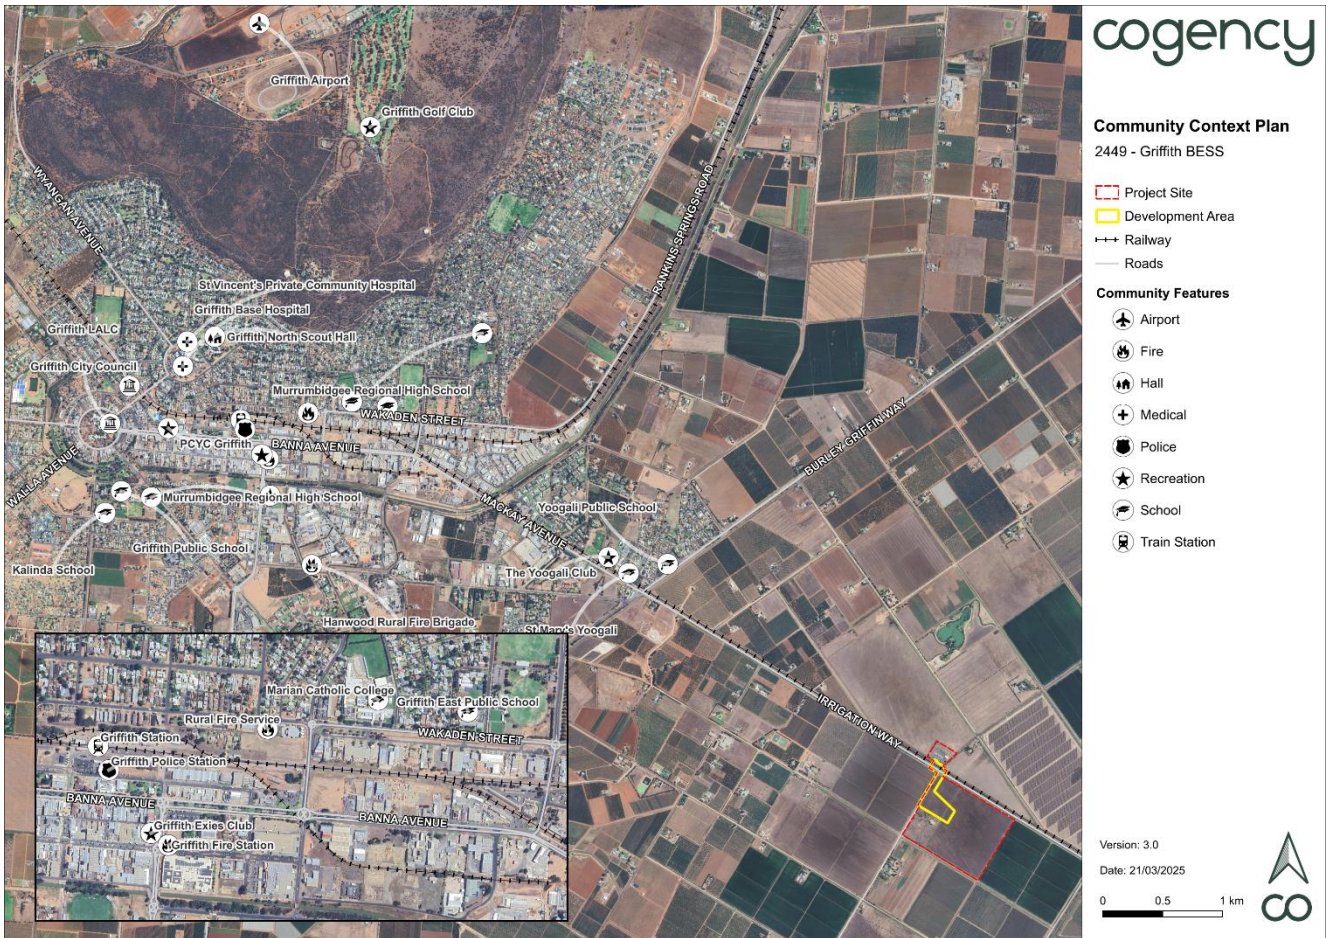 cogency
Community Context Plan
2449 - Griffith BESS
Project Site
Development Area
Railway
Roads
Community Features
Airport
Fire
Hall
Medical
Police
Recreation
School
Train Station
Version: 3.0
Date: 21/03/2025
0 0.5 1 km
CO
Griffith Airport
Griffith Golf Club
WYANGAN AVENUE
RANKINS SPRINGS ROAD
St Vincent's Private Community Hospital
Griffith Base Hospital
Griffith LALC
Griffith North Scout Hall
Griffith City Council
Murrumbidgee Regional High School
WAKADEN STREET
PCYC Griffith
BANNA AVENUE
BURLEY GRIFFIN WAY
WALLA AVENUE
MACKAY AVENUE
Murrumbidgee Regional High School
Yoogali Public School
Griffith Public School
Kalinda School
The Yoogali Club
Hanwood Rural Fire Brigade
St Mary's Yoogali
IRRIGATION WAY
Marian Catholic College
Griffith East Public School
Rural Fire Service
WAKADEN STREET
Griffith Station
Griffith Police Station
BANNA AVENUE
BANNA AVENUE
Griffith Exies Club
Griffith Fire Station